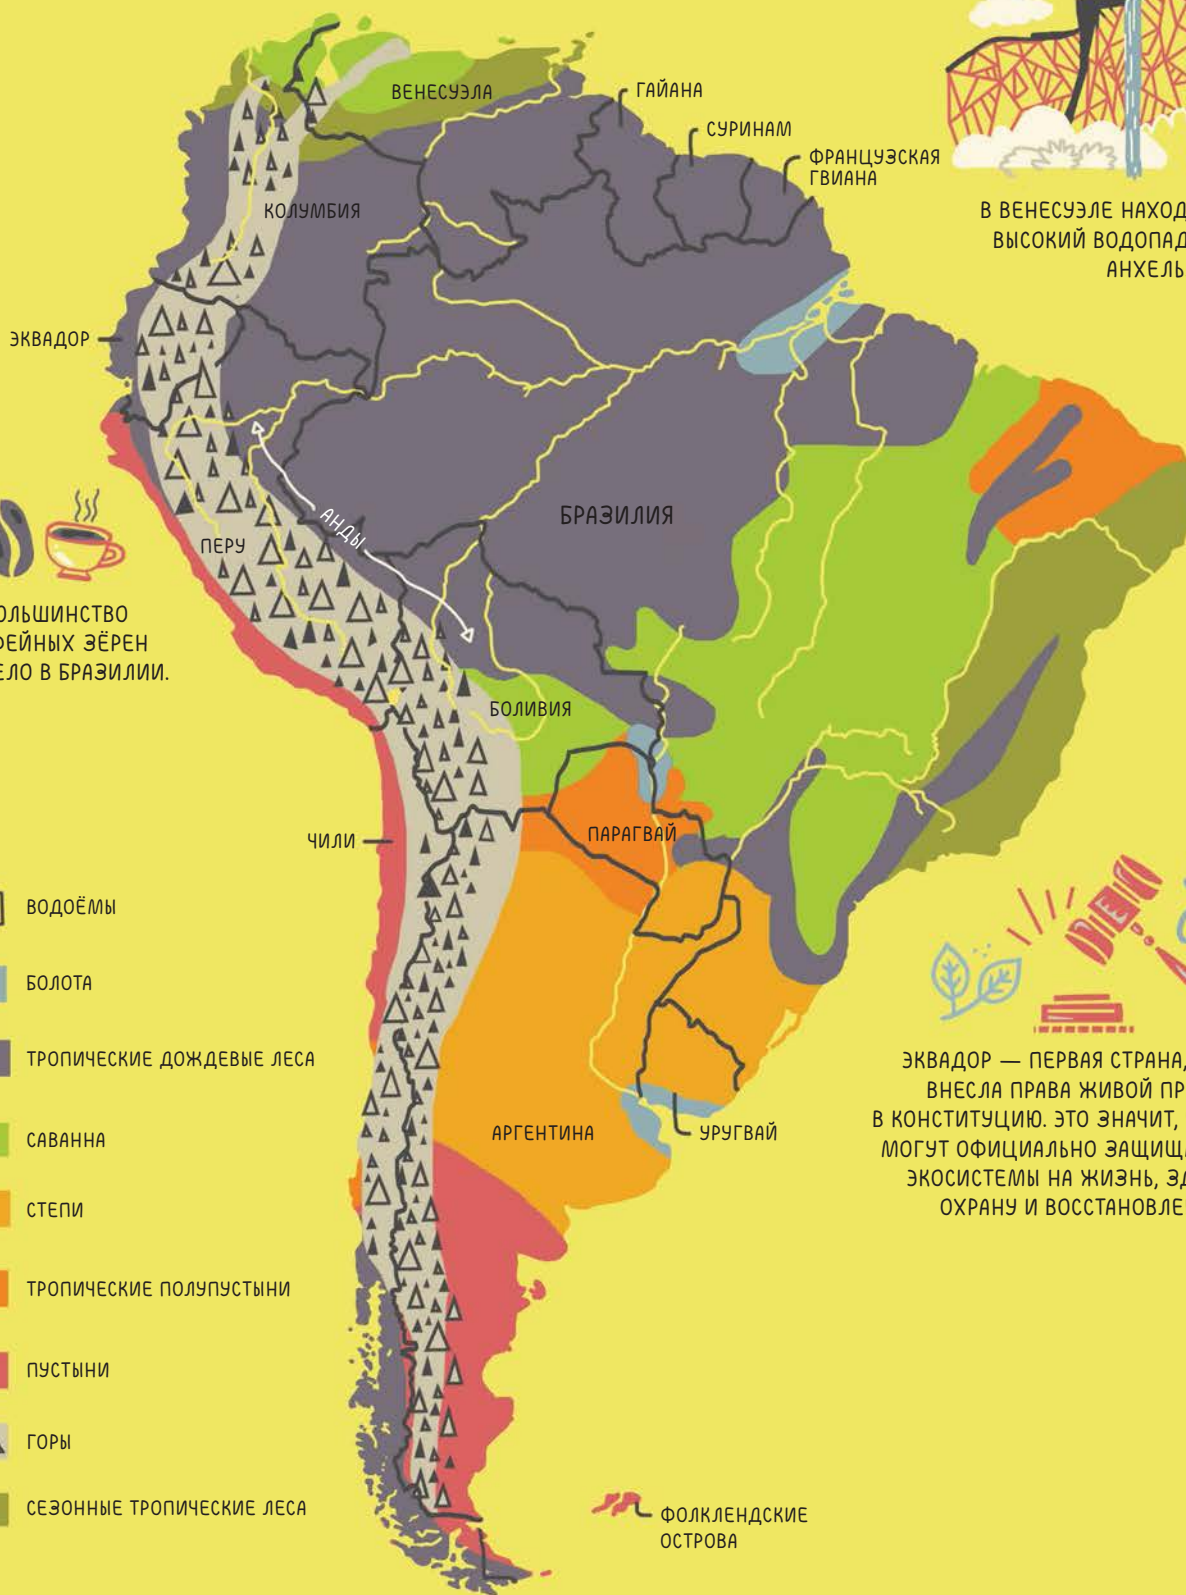 ВЕНЕСУЭЛА
ГАЙАНА
СУРИНАМ
ФРАНЦУЗСКАЯ
ГВИАНА
КОЛУМБИЯ
В ВЕНЕСУЭЛЕ НАХОД
ВЫСОКИЙ ВОДОПАД
АНХЕЛЬ
ЭКВАДОР
БРАЗИЛИЯ
АНДЫ
ПЕРУ
ОЛЬШИНСТВО
ФЕЙНЫХ ЗЁРЕН
ЕЛО В БРАЗИЛИИ.
БОЛИВИЯ
ПАРАГВАЙ
ЧИЛИ
ВОДОЁМЫ
БОЛОТА
ТРОПИЧЕСКИЕ ДОЖДЕВЫЕ ЛЕСА
САВАННА
СТЕПИ
ТРОПИЧЕСКИЕ ПОЛУПУСТЫНИ
ПУСТЫНИ
ГОРЫ
СЕЗОННЫЕ ТРОПИЧЕСКИЕ ЛЕСА
ЭКВАДОР — ПЕРВАЯ СТРАНА,
ВНЕСЛА ПРАВА ЖИВОЙ ПР
В КОНСТИТУЦИЮ. ЭТО ЗНАЧИТ,
МОГУТ ОФИЦИАЛЬНО ЗАЩИЩ
ЭКОСИСТЕМЫ НА ЖИЗНЬ, ЗД
ОХРАНУ И ВОССТАНОВЛЕ
АРГЕНТИНА
УРУГВАЙ
ФОЛКЛЕНДСКИЕ
ОСТРОВА